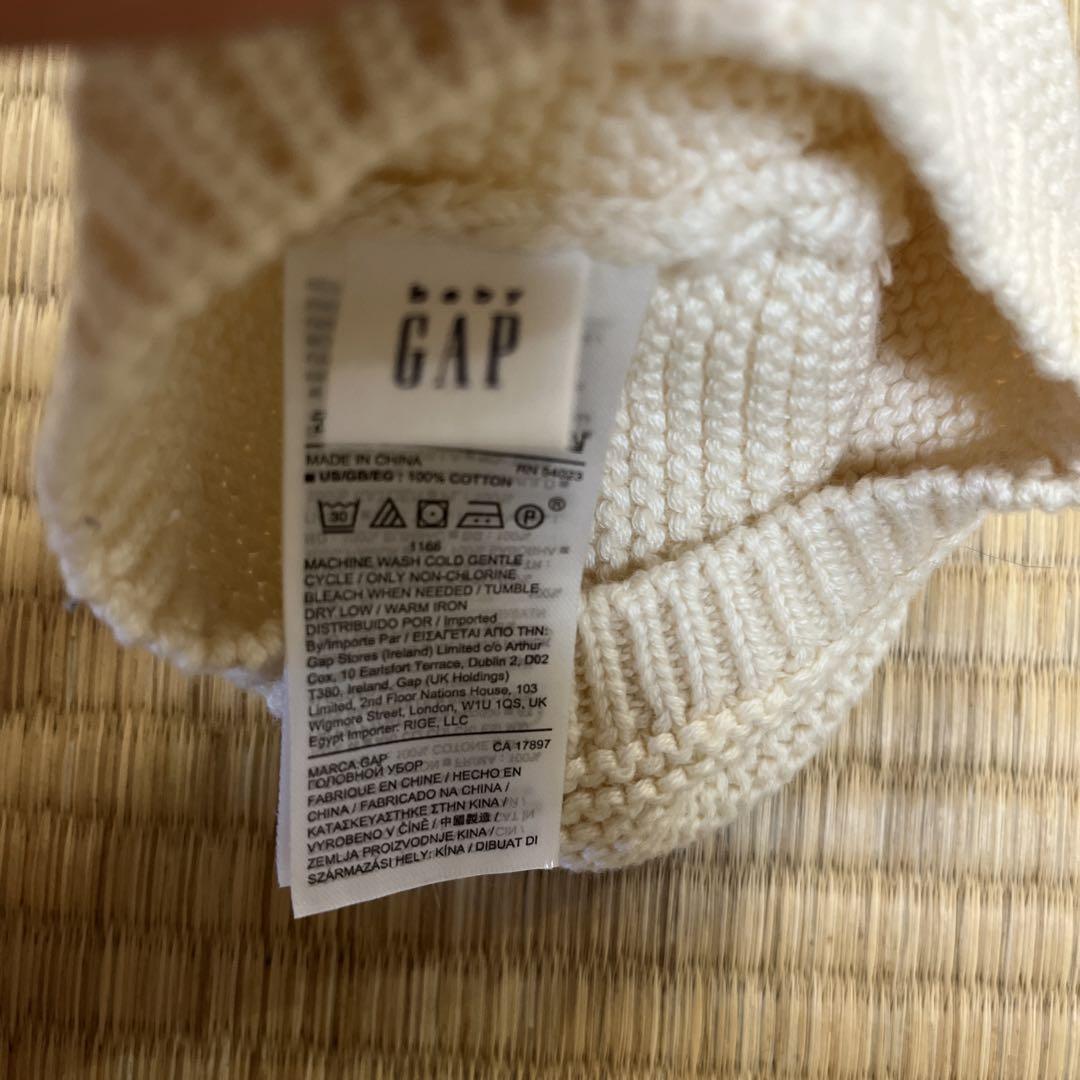 baby
GAP
MADE IN CHINA RN 54023
■ US/GB/EG : 100% COTTON
30 P ®
1166
MACHINE WASH COLD GENTLE
CYCLE / ONLY NON-CHLORINE
BLEACH WHEN NEEDED / TUMBLE
DRY LOW / WARM IRON
DISTRIBUIDO POR / Imported
By/Importe Par / ΕΙΣΑΓΕΤΑΙ ΑΠΟ ΤΗΝ:
Gap Stores (Ireland) Limited c/o Arthur
Cox, 10 Earlsfort Terrace, Dublin 2, D02
T380, Ireland, Gap (UK Holdings)
Limited, 2nd Floor Nations House, 103
Wigmore Street, London, W1U 1QS, UK
Egypt Importer: RIGE, LLC
CA 17897
MARCA:GAP
ГОЛОВНОЙ УБОР
FABRIQUE EN CHINE / HECHO EN
CHINA / FABRICADO NA CHINA /
ΚΑΤΑΣΚΕΥΑΣΤΗΚΕ ΣΤΗΝ ΚΙΝΑ /
VYROBENO V ČÍNĚ / 中國製造 /
ZEMLJA PROIZVODNJE KINA /
SZÁRMAZÁSI HELY: KÍNA / DIBUAT DI